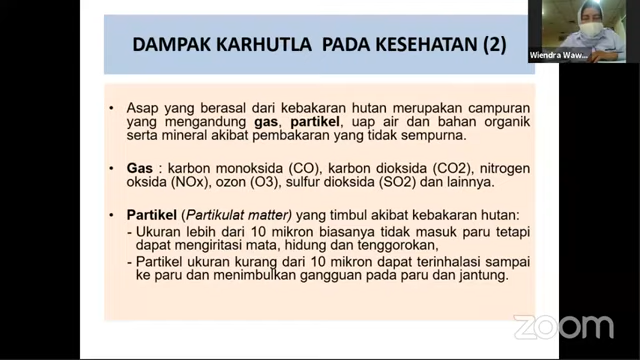 DAMPAK KARHUTLA PADA KESEHATAN (2)
Wiendra Waw...
• Asap yang berasal dari kebakaran hutan merupakan campuran
yang mengandung gas, partikel, uap air dan bahan organik
serta mineral akibat pembakaran yang tidak sempurna.
• Gas : karbon monoksida (CO), karbon dioksida (CO2), nitrogen
oksida (NOx), ozon (O3), sulfur dioksida (SO2) dan lainnya.
• Partikel (Partikulat matter) yang timbul akibat kebakaran hutan:
- Ukuran lebih dari 10 mikron biasanya tidak masuk paru tetapi
dapat mengiritasi mata, hidung dan tenggorokan,
- Partikel ukuran kurang dari 10 mikron dapat terinhalasi sampai
ke paru dan menimbulkan gangguan pada paru dan jantung.
zoom